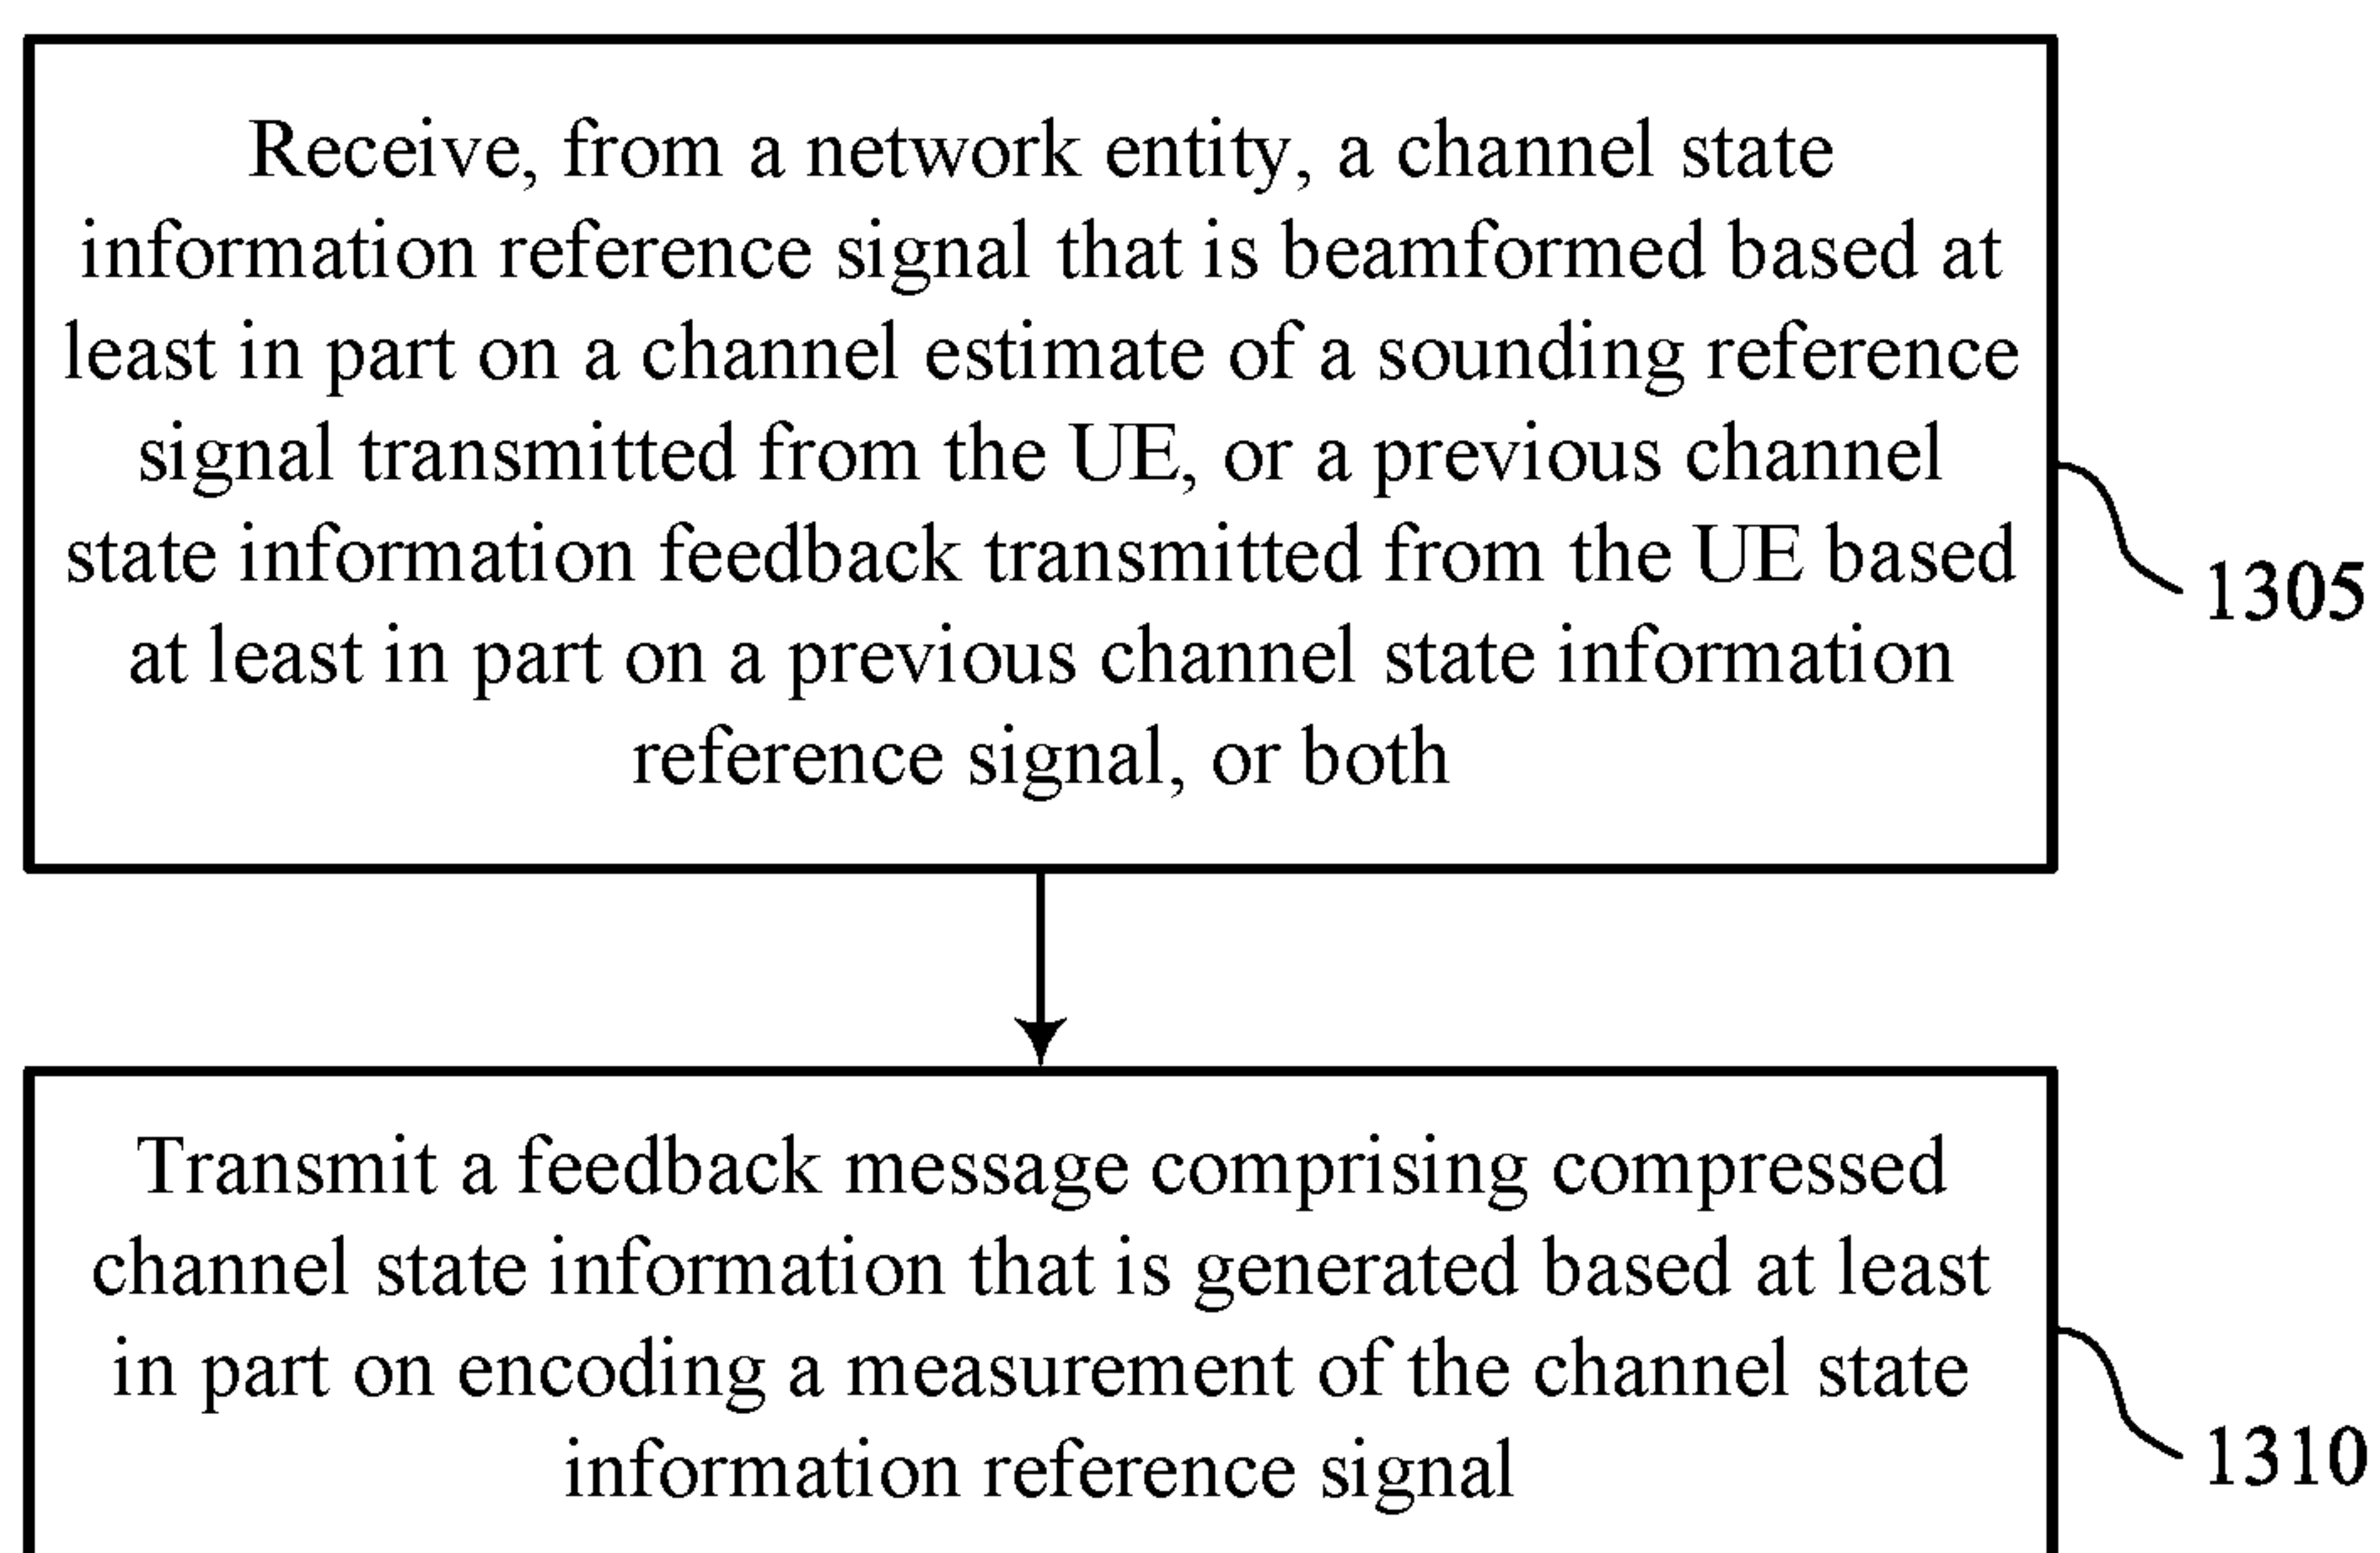 Receive, from a network entity, a channel state
information reference signal that is beamformed based at
least in part on a channel estimate of a sounding reference
signal transmitted from the UE, or a previous channel
state information feedback transmitted from the UE based
at least in part on a previous channel state information
reference signal, or both
1305
Transmit a feedback message comprising compressed
channel state information that is generated based at least
in part on encoding a measurement of the channel state
information reference signal
1310